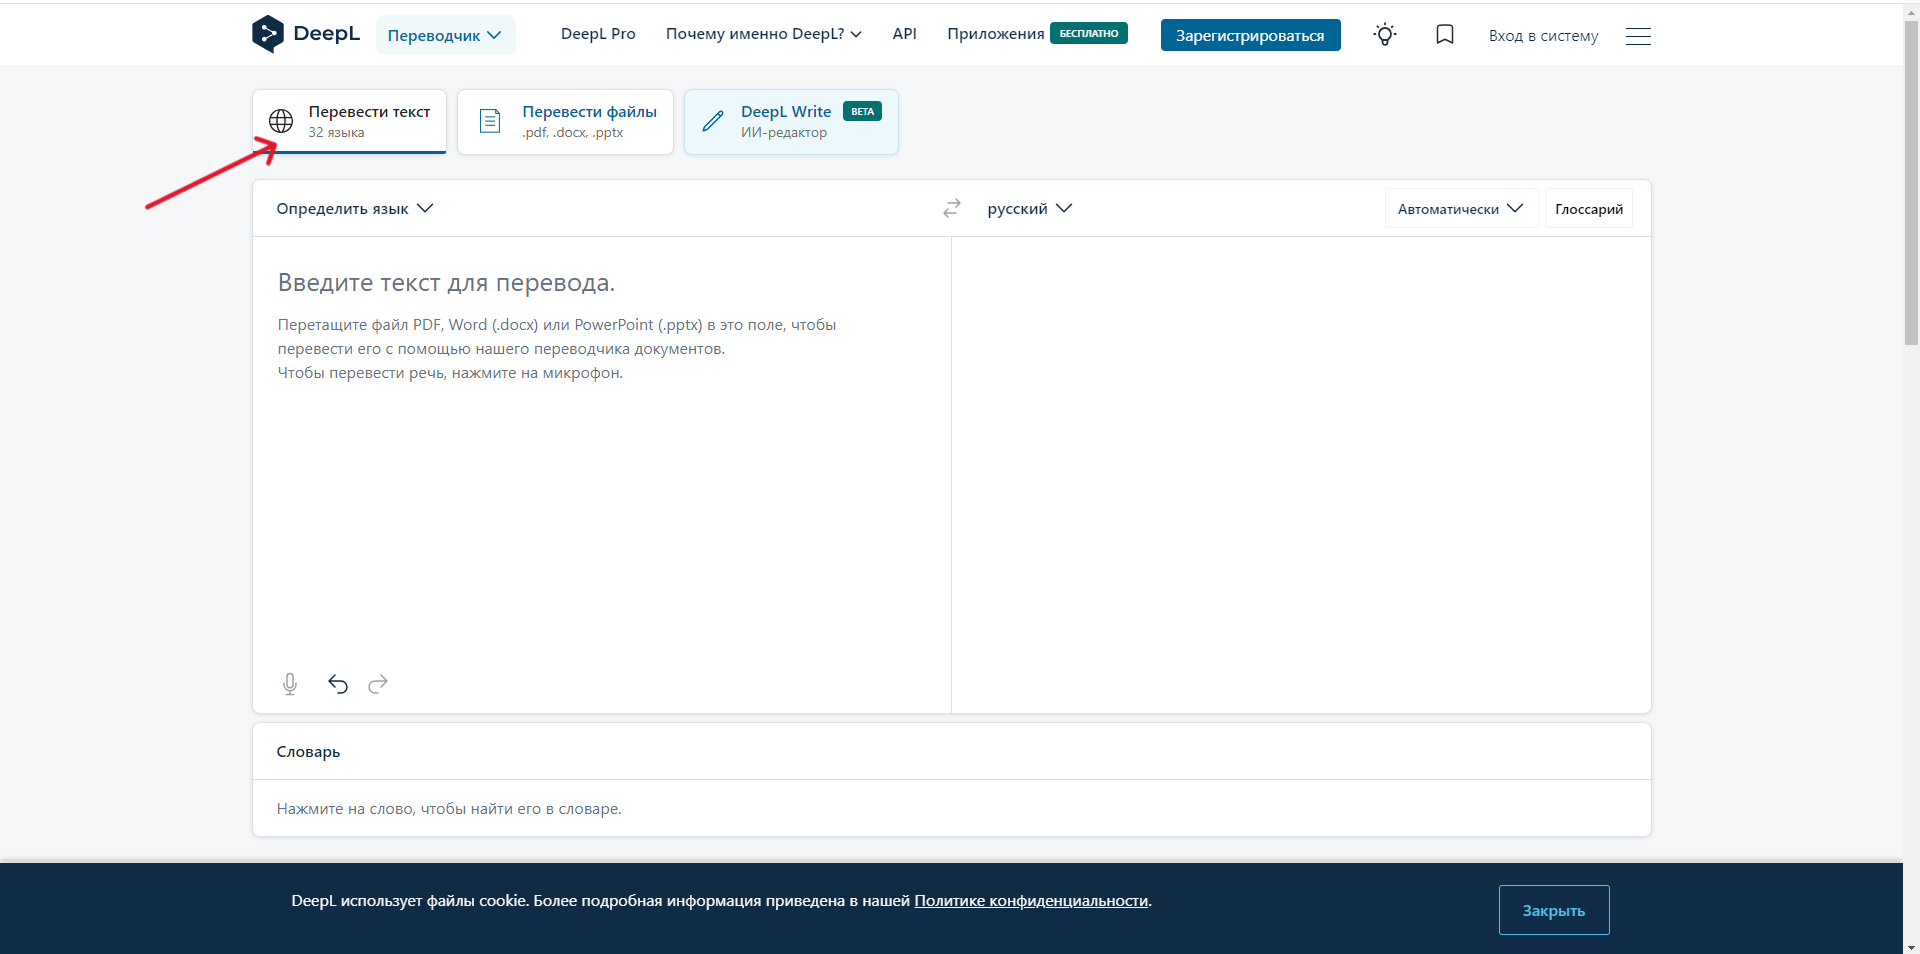 DeepL
Переводчик
DeepL Pro
Почему именно DeepL?
API
Приложения БЕСПЛАТНО
Зарегистрироваться
Вход в систему
Перевести текст
32 языка
Перевести файлы
.pdf, .docx, .pptx
DeepL Write BETA
ИИ-редактор
Определить язык
русский
Автоматически
Глоссарий
Введите текст для перевода.
Перетащите файл PDF, Word (.docx) или PowerPoint (.pptx) в это поле, чтобы
перевести его с помощью нашего переводчика документов.
Чтобы перевести речь, нажмите на микрофон.
Словарь
Нажмите на слово, чтобы найти его в словаре.
DeepL использует файлы cookie. Более подробная информация приведена в нашей Политике конфиденциальности.
Закрыть